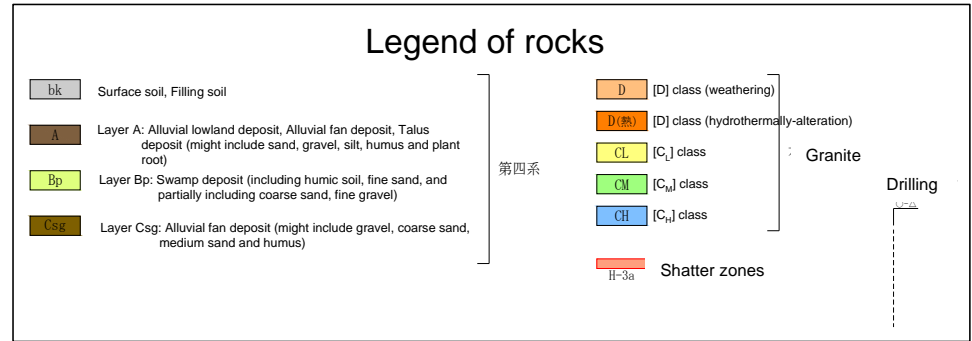 Legend of rocks
bk
Surface soil, Filling soil
A
Layer A: Alluvial lowland deposit, Alluvial fan deposit, Talus
deposit (might include sand, gravel, silt, humus and plant
root)
Bp
Layer Bp: Swamp deposit (including humic soil, fine sand, and
partially including coarse sand, fine gravel)
Csg
Layer Csg: Alluvial fan deposit (might include gravel, coarse sand,
medium sand and humus)
第四系
D
[D] class (weathering)
D(熱)
[D] class (hydrothermally-alteration)
CL
[CL] class
CM
[CM] class
CH
[CH] class
Granite
H-3a
Shatter zones
Drilling